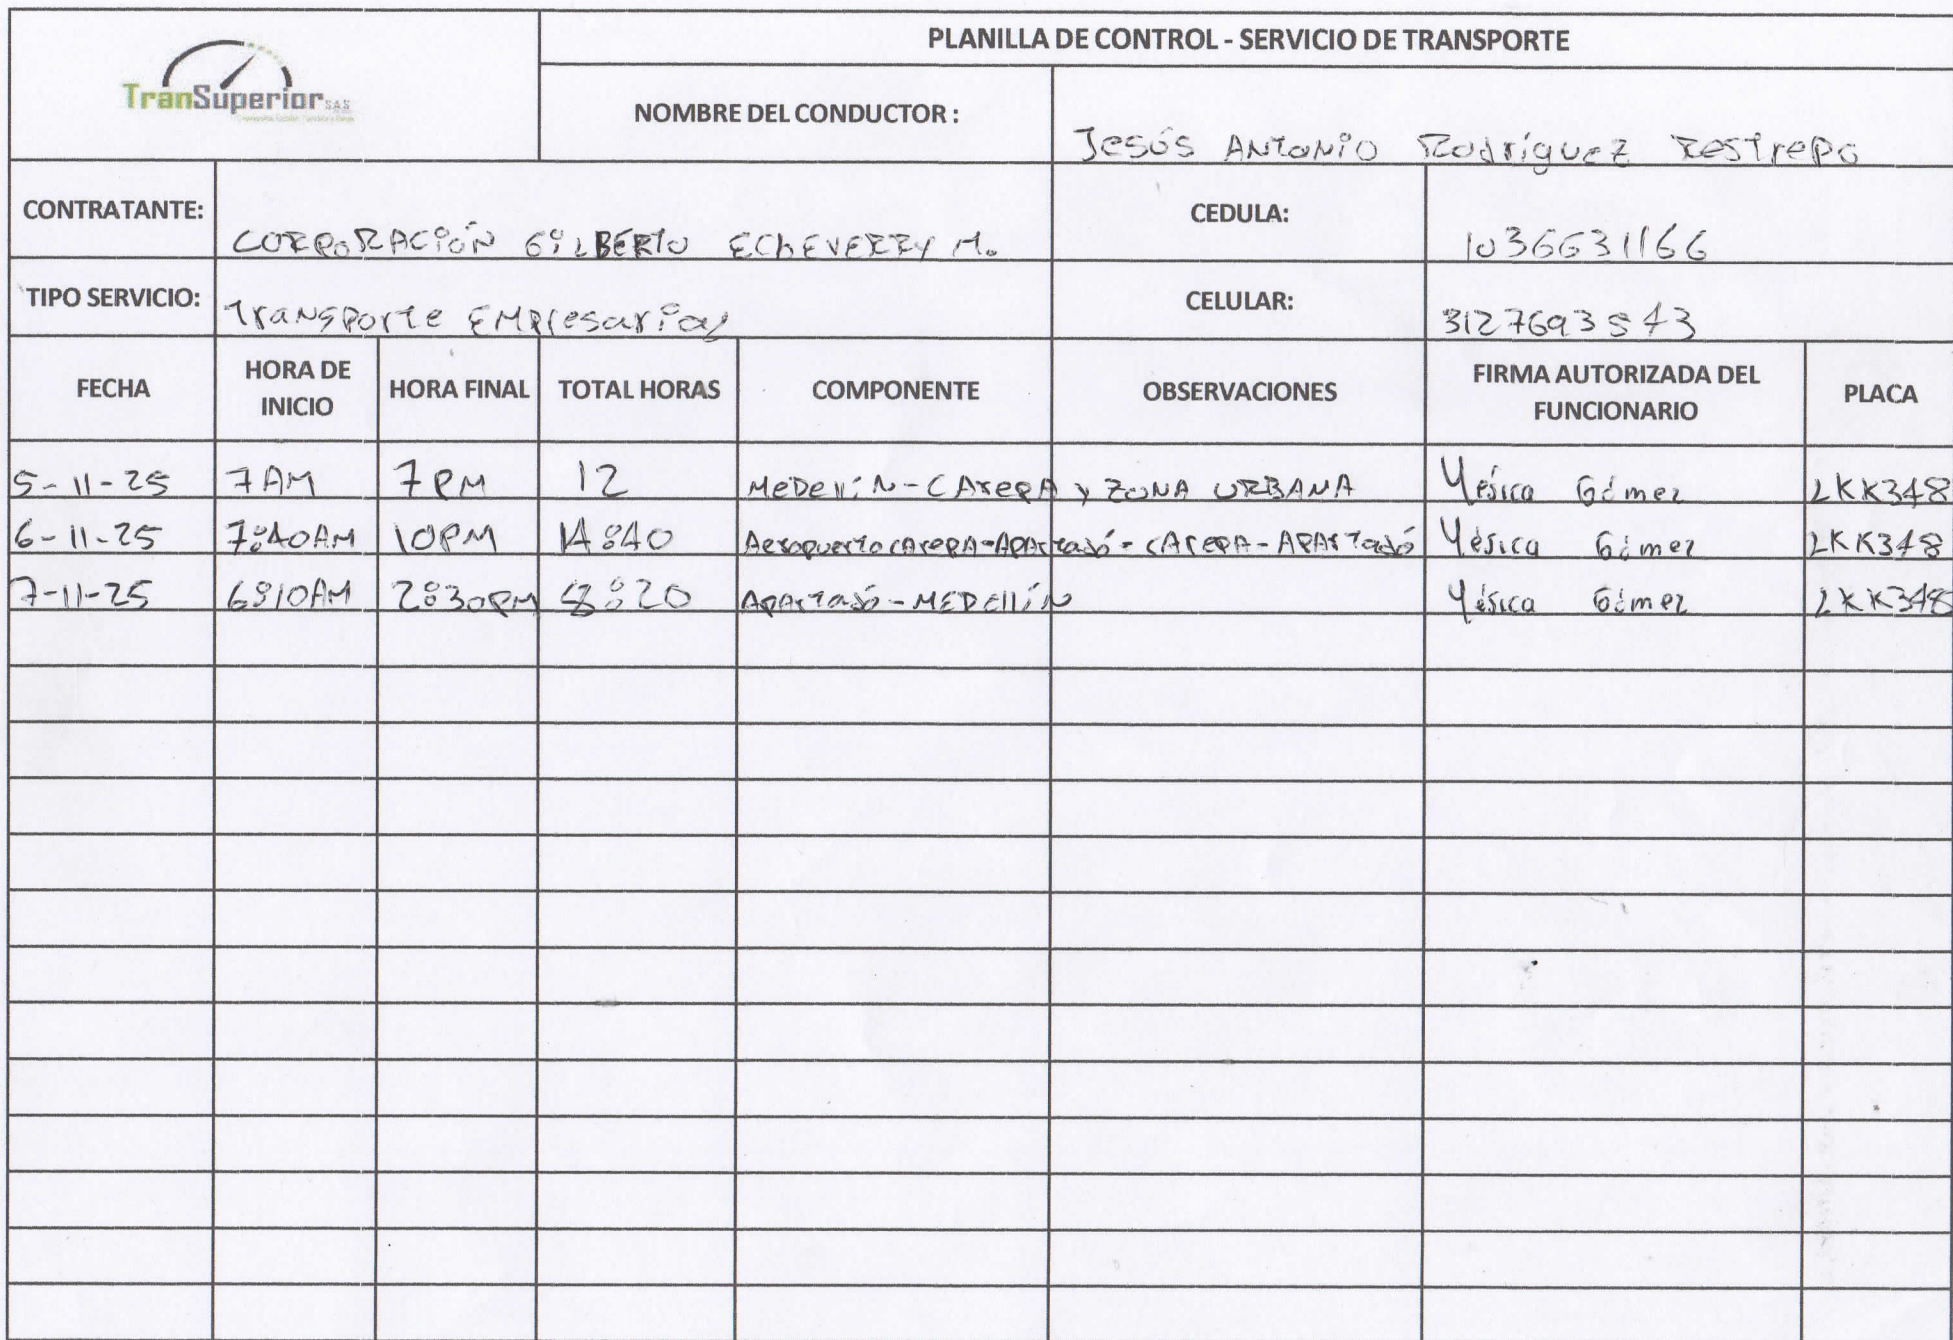 PLANILLA DE CONTROL - SERVICIO DE TRANSPORTE
TranSuperior SAS
NOMBRE DEL CONDUCTOR : Jesús Antonio Rodríguez Restrepo
CONTRATANTE: CORPORACIÓN GILBERTO EChEVERRY M. CEDULA: 1036631166
TIPO SERVICIO: Transporte EMPresarial CELULAR: 3127693543
FECHA HORA DE INICIO HORA FINAL TOTAL HORAS COMPONENTE OBSERVACIONES FIRMA AUTORIZADA DEL FUNCIONARIO PLACA
5-11-25 7AM 7PM 12 MEDEllíN-CArepA y ZONA URBANA Yésica Gómez LKK348
6-11-25 7:40AM 10PM 14:40 Aeropuerto CArepA-APArtadó-CArepA-APArtadó Yésica Gómez LKK348
7-11-25 6:10AM 2:30PM 8:20 APArtadó-MEDEllíN Yésica Gómez LKK348